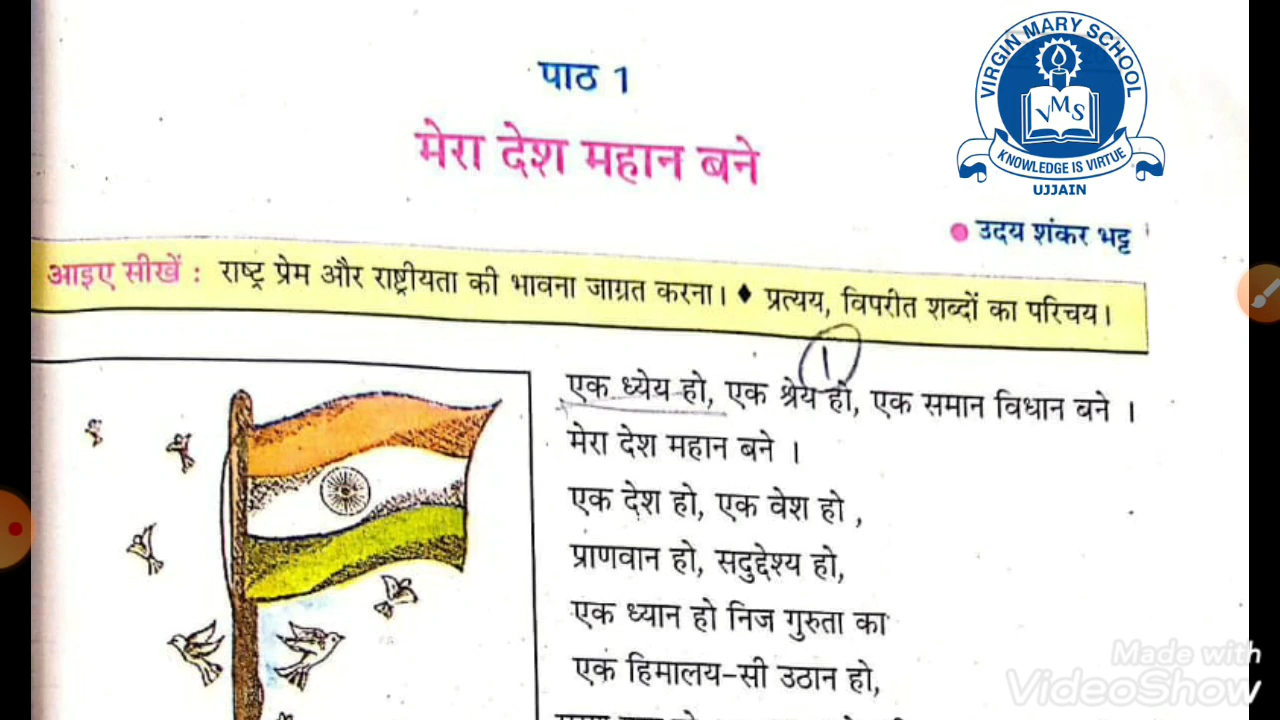 पाठ 1
मेरा देश महान बने
VIRGIN MARY SCHOOL
VMS
KNOWLEDGE IS VIRTUE
UJJAIN
● उदय शंकर भट्ट
आइए सीखें : राष्ट्र प्रेम और राष्ट्रीयता की भावना जाग्रत करना। ♦ प्रत्यय, विपरीत शब्दों का परिचय।
1
एक ध्येय हो, एक श्रेय हो, एक समान विधान बने ।
मेरा देश महान बने ।
एक देश हो, एक वेश हो ,
प्राणवान हो, सदुद्देश्य हो,
एक ध्यान हो निज गुरुता का
एक हिमालय-सी उठान हो,
Made with
VideoShow